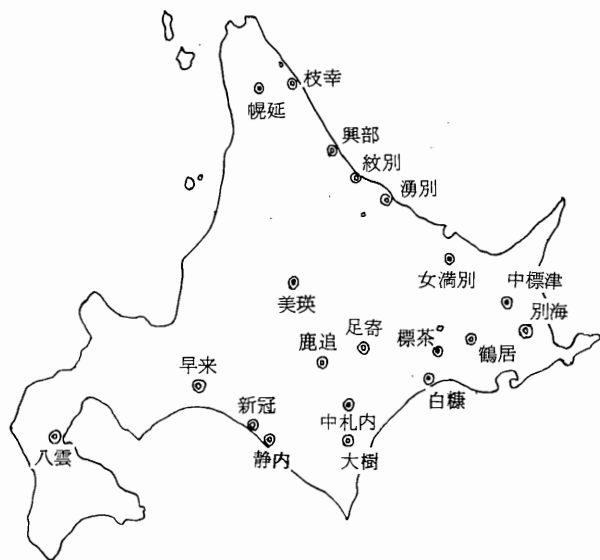 枝幸
幌延
興部
紋別
湧別
女満別
中標津
美瑛
別海
足寄
標茶
鹿追
鶴居
早来
白糠
新冠
中札内
八雲
静内
大樹